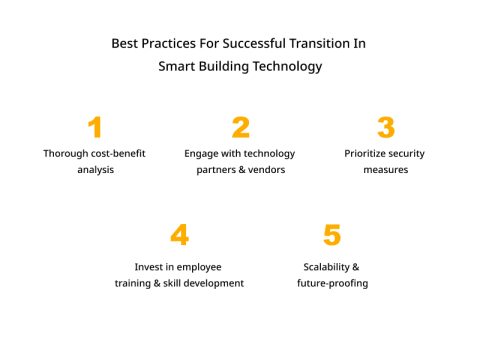 Best Practices For Successful Transition In
Smart Building Technology
1
Thorough cost-benefit
analysis
2
Engage with technology
partners & vendors
3
Prioritize security
measures
4
Invest in employee
training & skill development
5
Scalability &
future-proofing